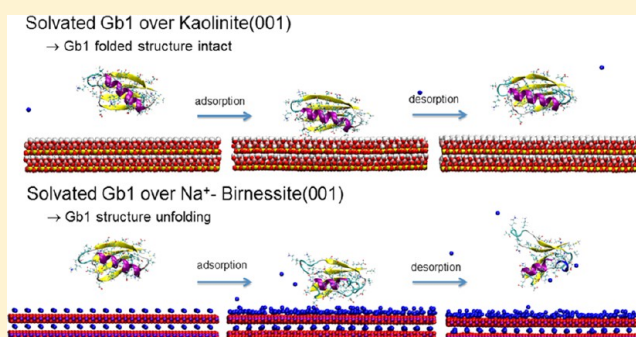 Solvated Gb1 over Kaolinite(001)
→ Gb1 folded structure intact
adsorption
desorption
Solvated Gb1 over Na⁺- Birnessite(001)
→ Gb1 structure unfolding
adsorption
desorption